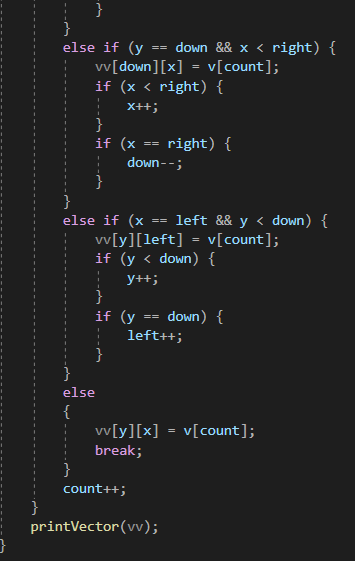 }
}
else if (y == down && x < right) {
vv[down][x] = v[count];
if (x < right) {
x++;
}
if (x == right) {
down--;
}
}
else if (x == left && y < down) {
vv[y][left] = v[count];
if (y < down) {
y++;
}
if (y == down) {
left++;
}
}
else
{
vv[y][x] = v[count];
break;
}
count++;
}
printVector(vv);
}